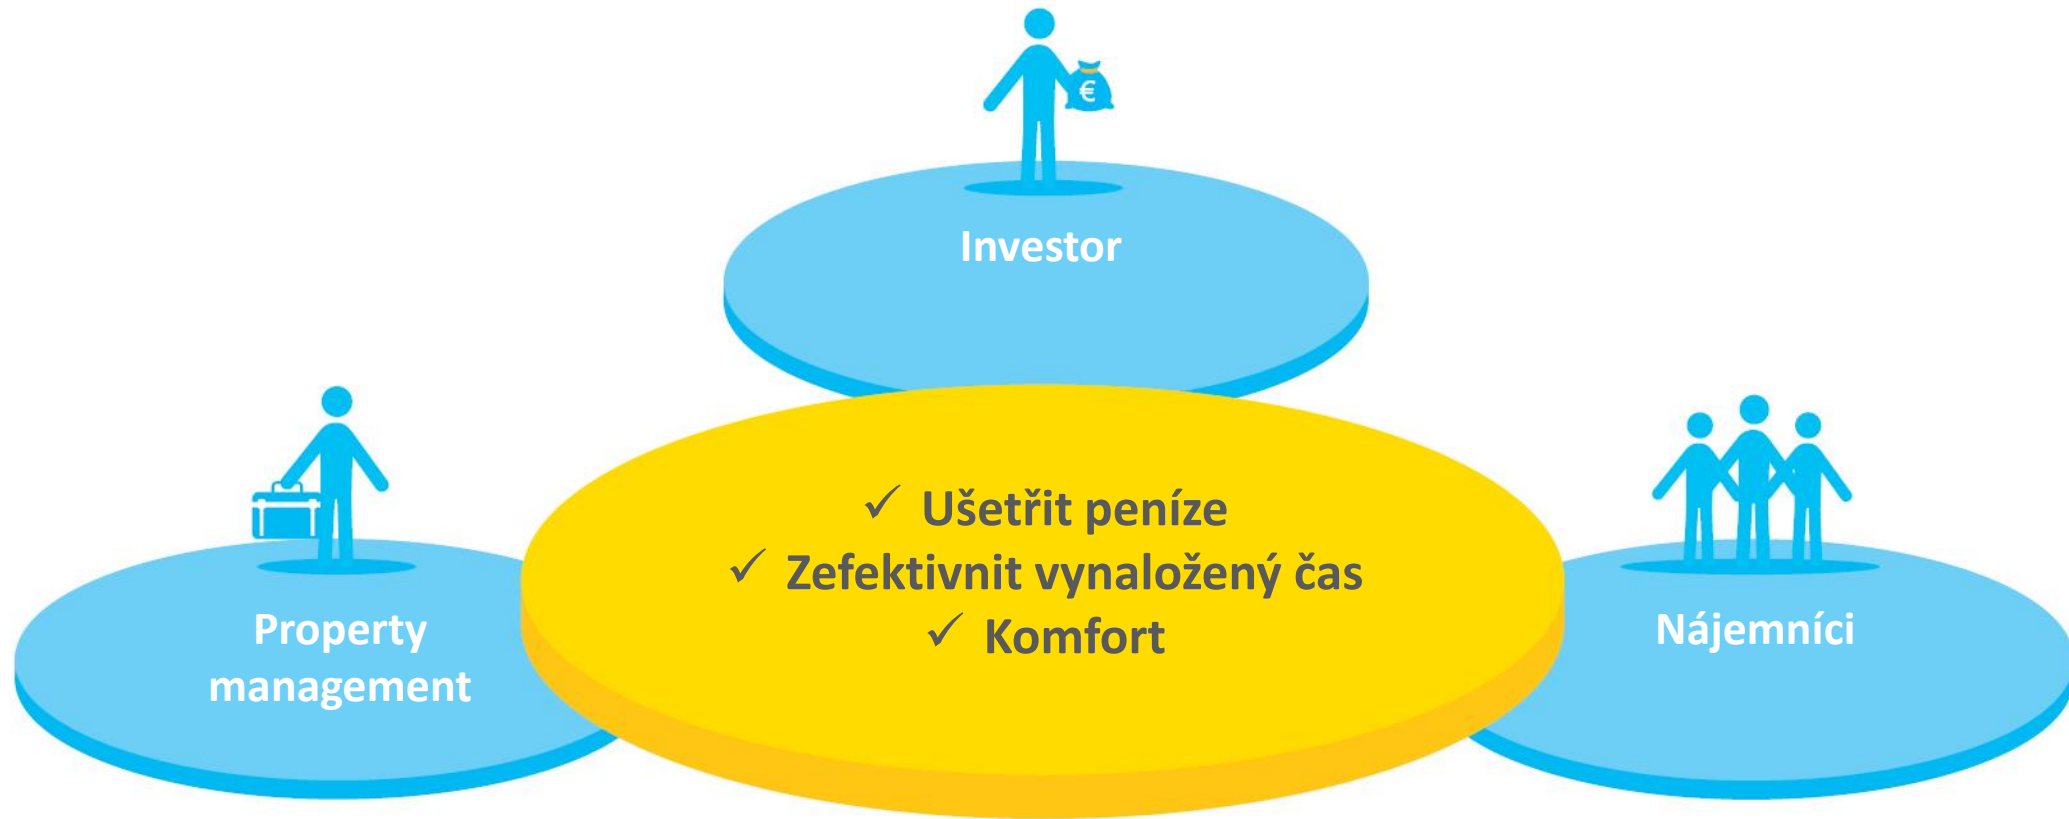 €
Investor
✓ Ušetřit peníze
✓ Zefektivnit vynaložený čas
✓ Komfort
Property
management
Nájemníci